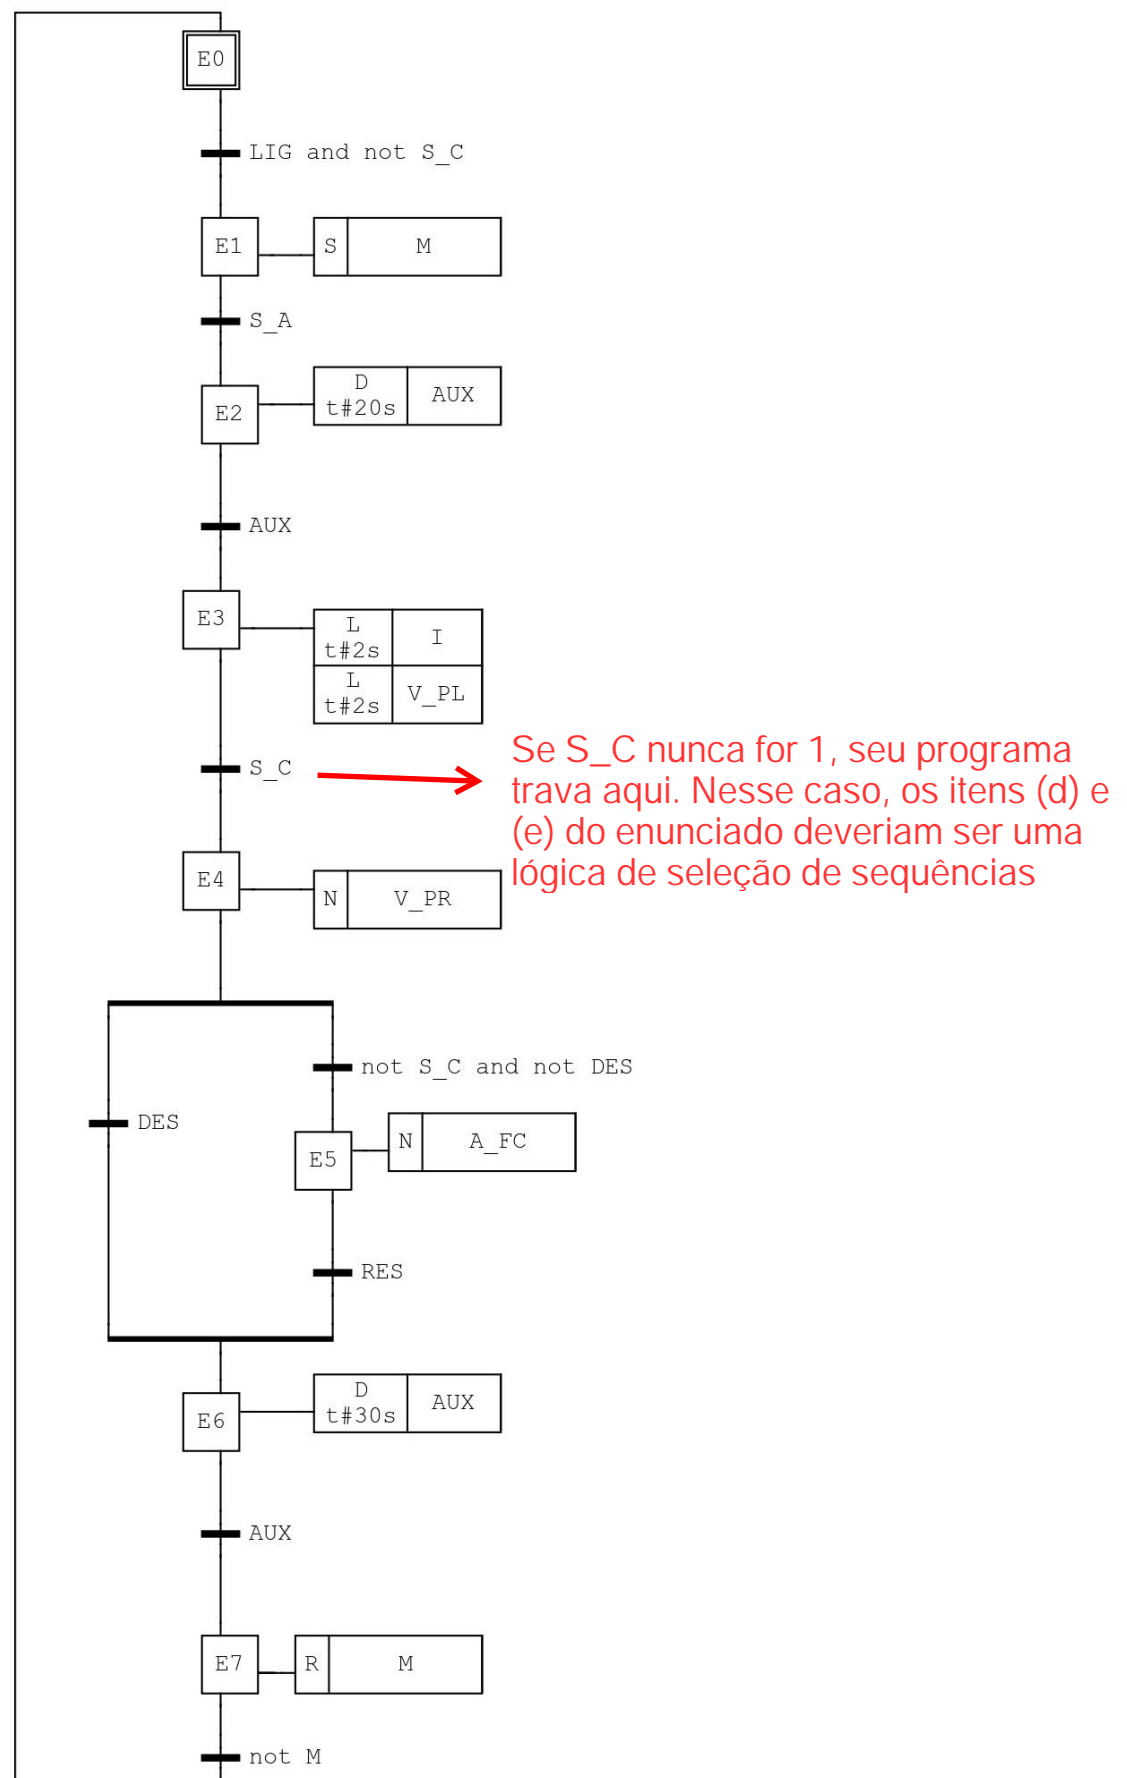 E0
LIG and not S_C
E1
S
M
S_A
E2
D
t#20s
AUX
AUX
E3
L
t#2s
I
L
t#2s
V_PL
S_C
Se S_C nunca for 1, seu programa
trava aqui. Nesse caso, os itens (d) e
(e) do enunciado deveriam ser uma
lógica de seleção de sequências
E4
N
V_PR
not S_C and not DES
DES
E5
N
A_FC
RES
E6
D
t#30s
AUX
AUX
E7
R
M
not M